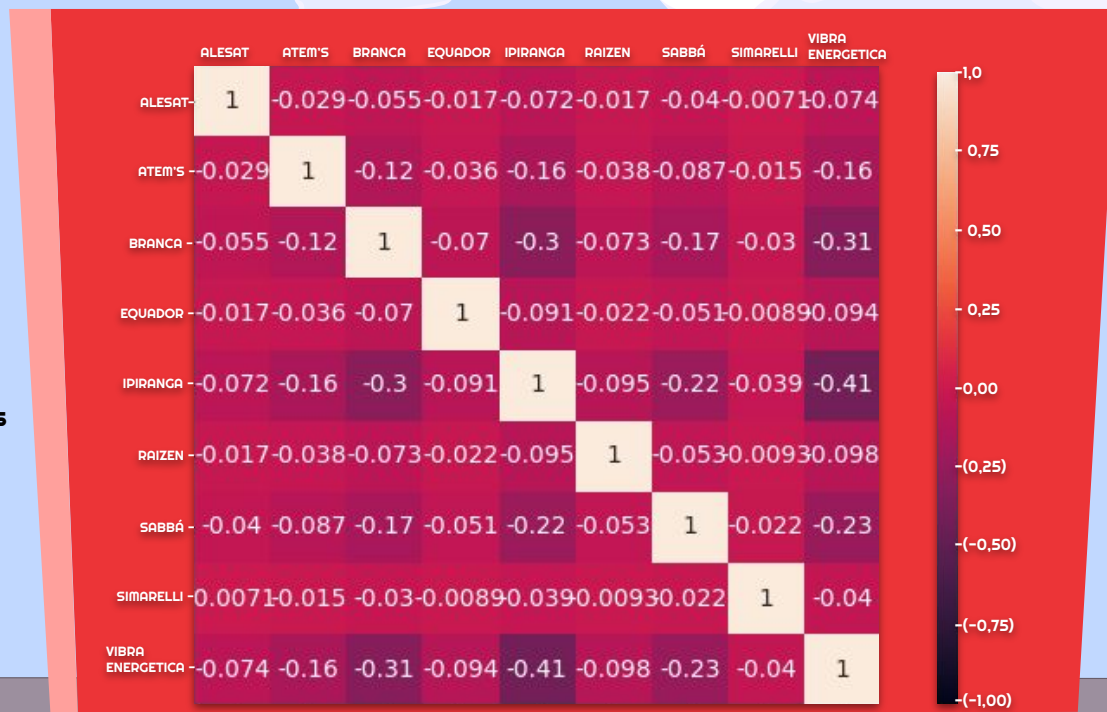 ALESAT ATEM'S BRANCA EQUADOR IPIRANGA RAIZEN SABBÁ SIMARELLI VIBRA ENERGETICA
ALESAT 1 -0.029 -0.055 -0.017 -0.072 -0.017 -0.04 -0.0071 -0.074
ATEM'S 1 -0.029 1 -0.12 -0.036 -0.16 -0.038 -0.087 -0.015 -0.16
BRANCA -0.055 -0.12 1 -0.07 -0.3 -0.073 -0.17 -0.03 -0.31
EQUADOR -0.017 -0.036 -0.07 1 -0.091 -0.022 -0.051 -0.0089 -0.094
IPIRANGA -0.072 -0.16 -0.3 -0.091 1 -0.095 -0.22 -0.039 -0.41
RAIZEN -0.017 -0.038 -0.073 -0.022 -0.095 1 -0.053 -0.0093 -0.098
SABBÁ -0.04 -0.087 -0.17 -0.051 -0.22 -0.053 1 -0.022 -0.23
SIMARELLI -0.0071 -0.015 -0.03 -0.0089 -0.039 -0.0093 -0.022 1 -0.04
VIBRA
ENERGETICA -0.074 -0.16 -0.31 -0.094 -0.41 -0.098 -0.23 -0.04 1
1,0
0,75
0,50
0,25
0,00
(0,25)
(-0,50)
(-0,75)
(-1,00)